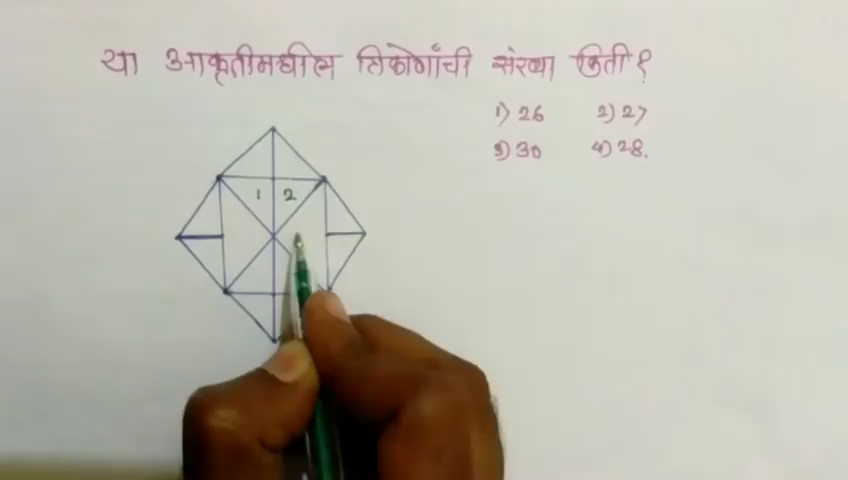 या आकृतीमधील त्रिकोणांची संख्या किती ?
1) 26 2) 27
3) 30 4) 28.
1 2